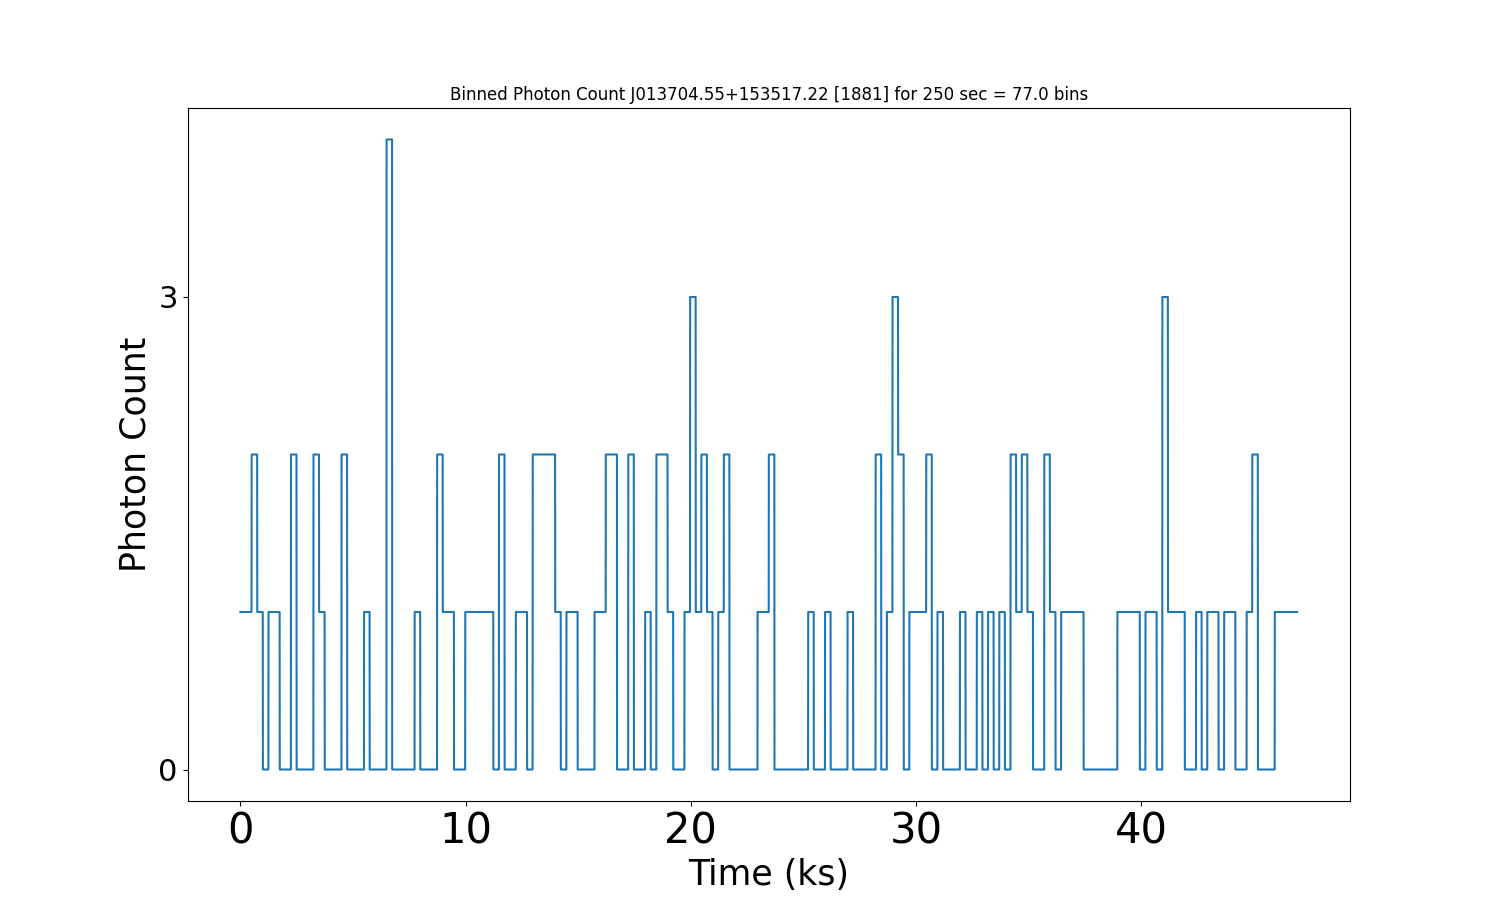 Binned Photon Count J013704.55+153517.22 [1881] for 250 sec = 77.0 bins
Photon Count
3
0
0 10 20 30 40
Time (ks)